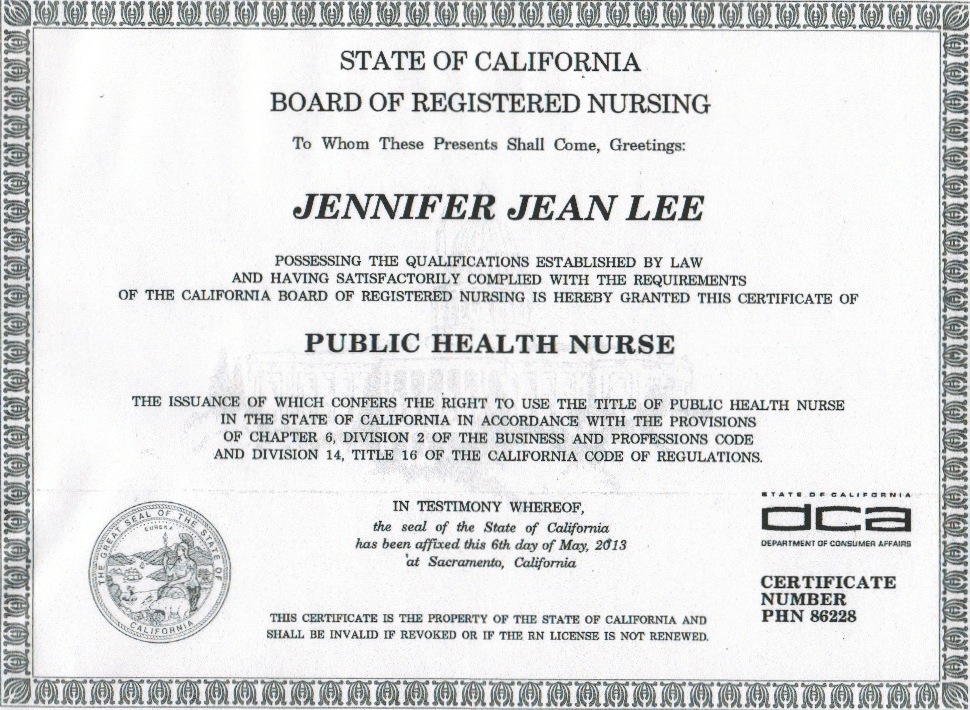 STATE OF CALIFORNIA
BOARD OF REGISTERED NURSING
To Whom These Presents Shall Come, Greetings:
JENNIFER JEAN LEE
POSSESSING THE QUALIFICATIONS ESTABLISHED BY LAW
AND HAVING SATISFACTORILY COMPLIED WITH THE REQUIREMENTS
OF THE CALIFORNIA BOARD OF REGISTERED NURSING IS HEREBY GRANTED THIS CERTIFICATE OF
PUBLIC HEALTH NURSE
THE ISSUANCE OF WHICH CONFERS THE RIGHT TO USE THE TITLE OF PUBLIC HEALTH NURSE
IN THE STATE OF CALIFORNIA IN ACCORDANCE WITH THE PROVISIONS
OF CHAPTER 6, DIVISION 2 OF THE BUSINESS AND PROFESSIONS CODE
AND DIVISION 14, TITLE 16 OF THE CALIFORNIA CODE OF REGULATIONS.
IN TESTIMONY WHEREOF,
the seal of the State of California
has been affixed this 6th day of May, 2013
at Sacramento, California
THIS CERTIFICATE IS THE PROPERTY OF THE STATE OF CALIFORNIA AND
SHALL BE INVALID IF REVOKED OR IF THE RN LICENSE IS NOT RENEWED.
THE GREAT SEAL OF THE STATE OF
EUREKA
CALIFORNIA
STATE OF CALIFORNIA
dca
DEPARTMENT OF CONSUMER AFFAIRS
CERTIFICATE
NUMBER
PHN 86228